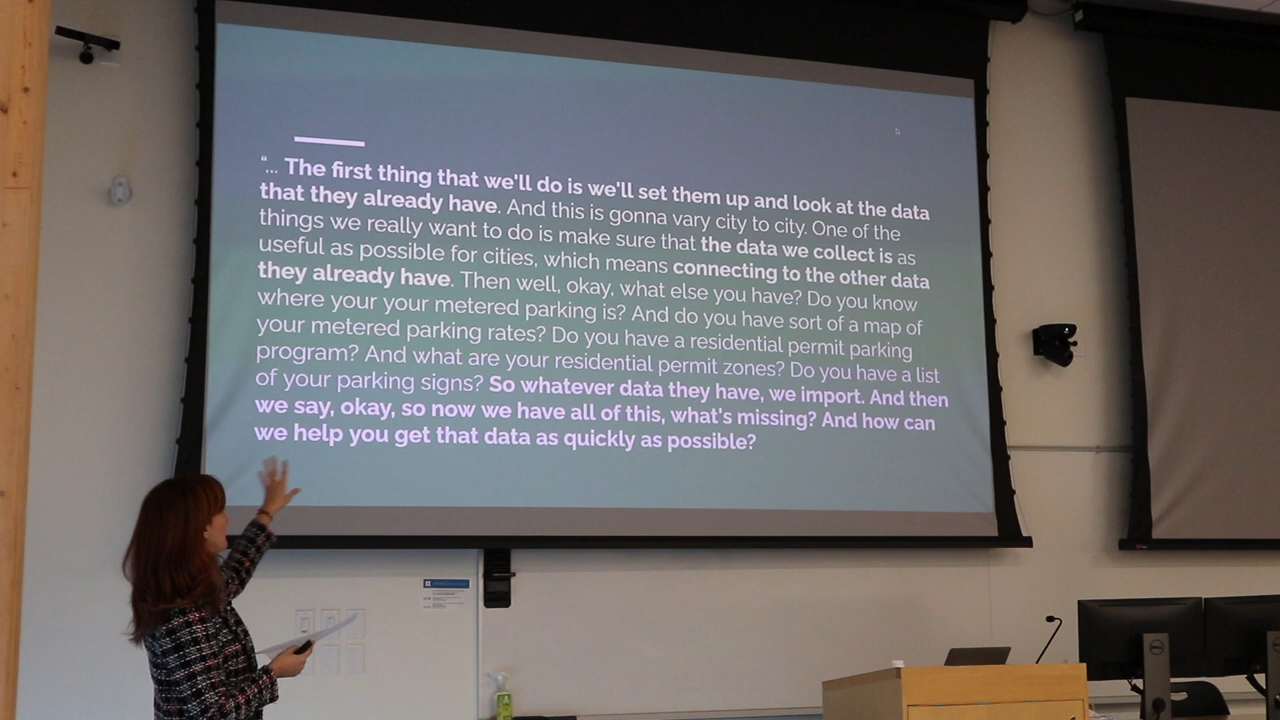 “... The first thing that we'll do is we'll set them up and look at the data
that they already have. And this is gonna vary city to city. One of the
things we really want to do is make sure that the data we collect is as
useful as possible for cities, which means connecting to the other data
they already have. Then well, okay, what else you have? Do you know
where your your metered parking is? And do you have sort of a map of
your metered parking rates? Do you have a residential permit parking
program? And what are your residential permit zones? Do you have a list
of your parking signs? So whatever data they have, we import. And then
we say, okay, so now we have all of this, what's missing? And how can
we help you get that data as quickly as possible?
DELL